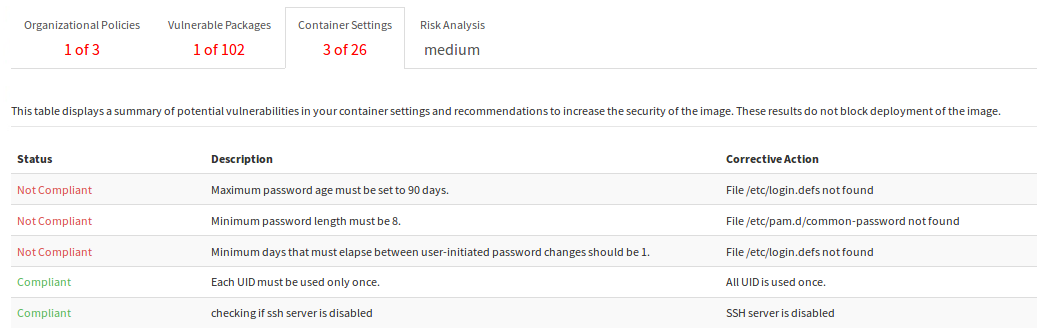 Organizational Policies Vulnerable Packages Container Settings Risk Analysis
1 of 3 1 of 102 3 of 26 medium
This table displays a summary of potential vulnerabilities in your container settings and recommendations to increase the security of the image. These results do not block deployment of the image.
Status Description Corrective Action
Not Compliant Maximum password age must be set to 90 days. File /etc/login.defs not found
Not Compliant Minimum password length must be 8. File /etc/pam.d/common-password not found
Not Compliant Minimum days that must elapse between user-initiated password changes should be 1. File /etc/login.defs not found
Compliant Each UID must be used only once. All UID is used once.
Compliant checking if ssh server is disabled SSH server is disabled